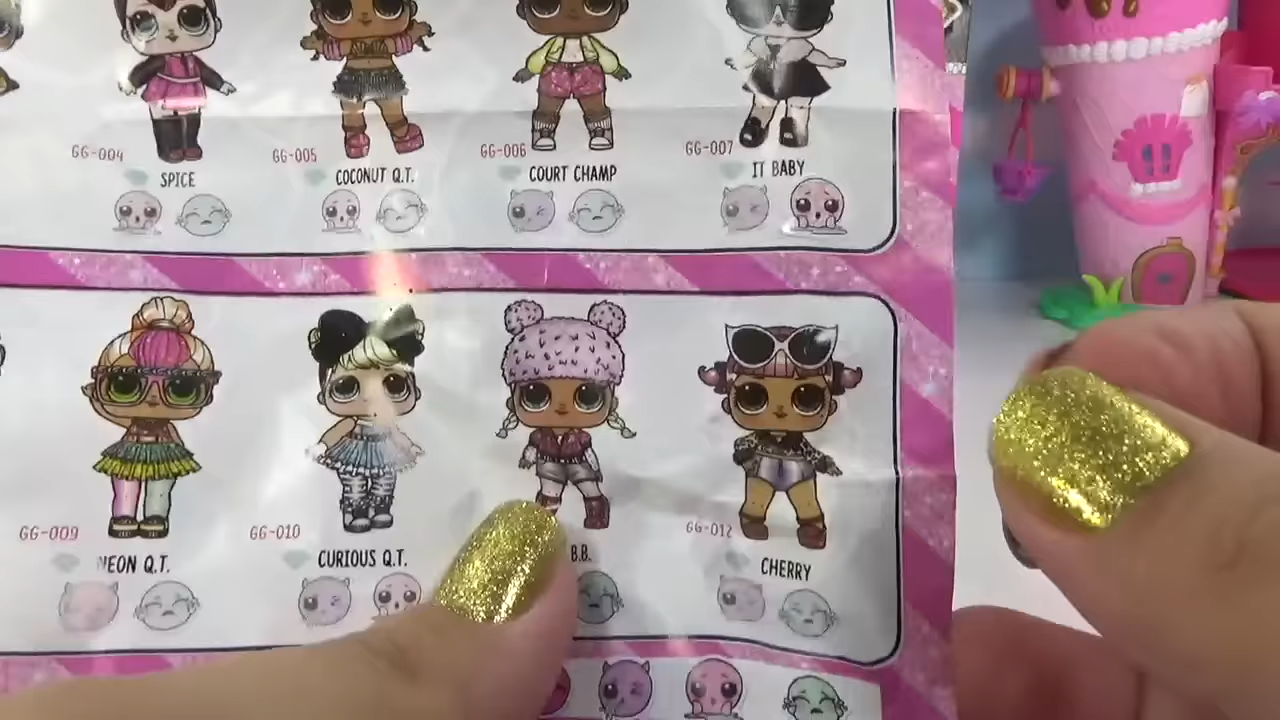 GG-004
SPICE
GG-005
COCONUT Q.T.
GG-006
COURT CHAMP
GG-007
IT BABY
GG-009
NEON Q.T.
GG-010
CURIOUS Q.T.
B.B.
GG-012
CHERRY